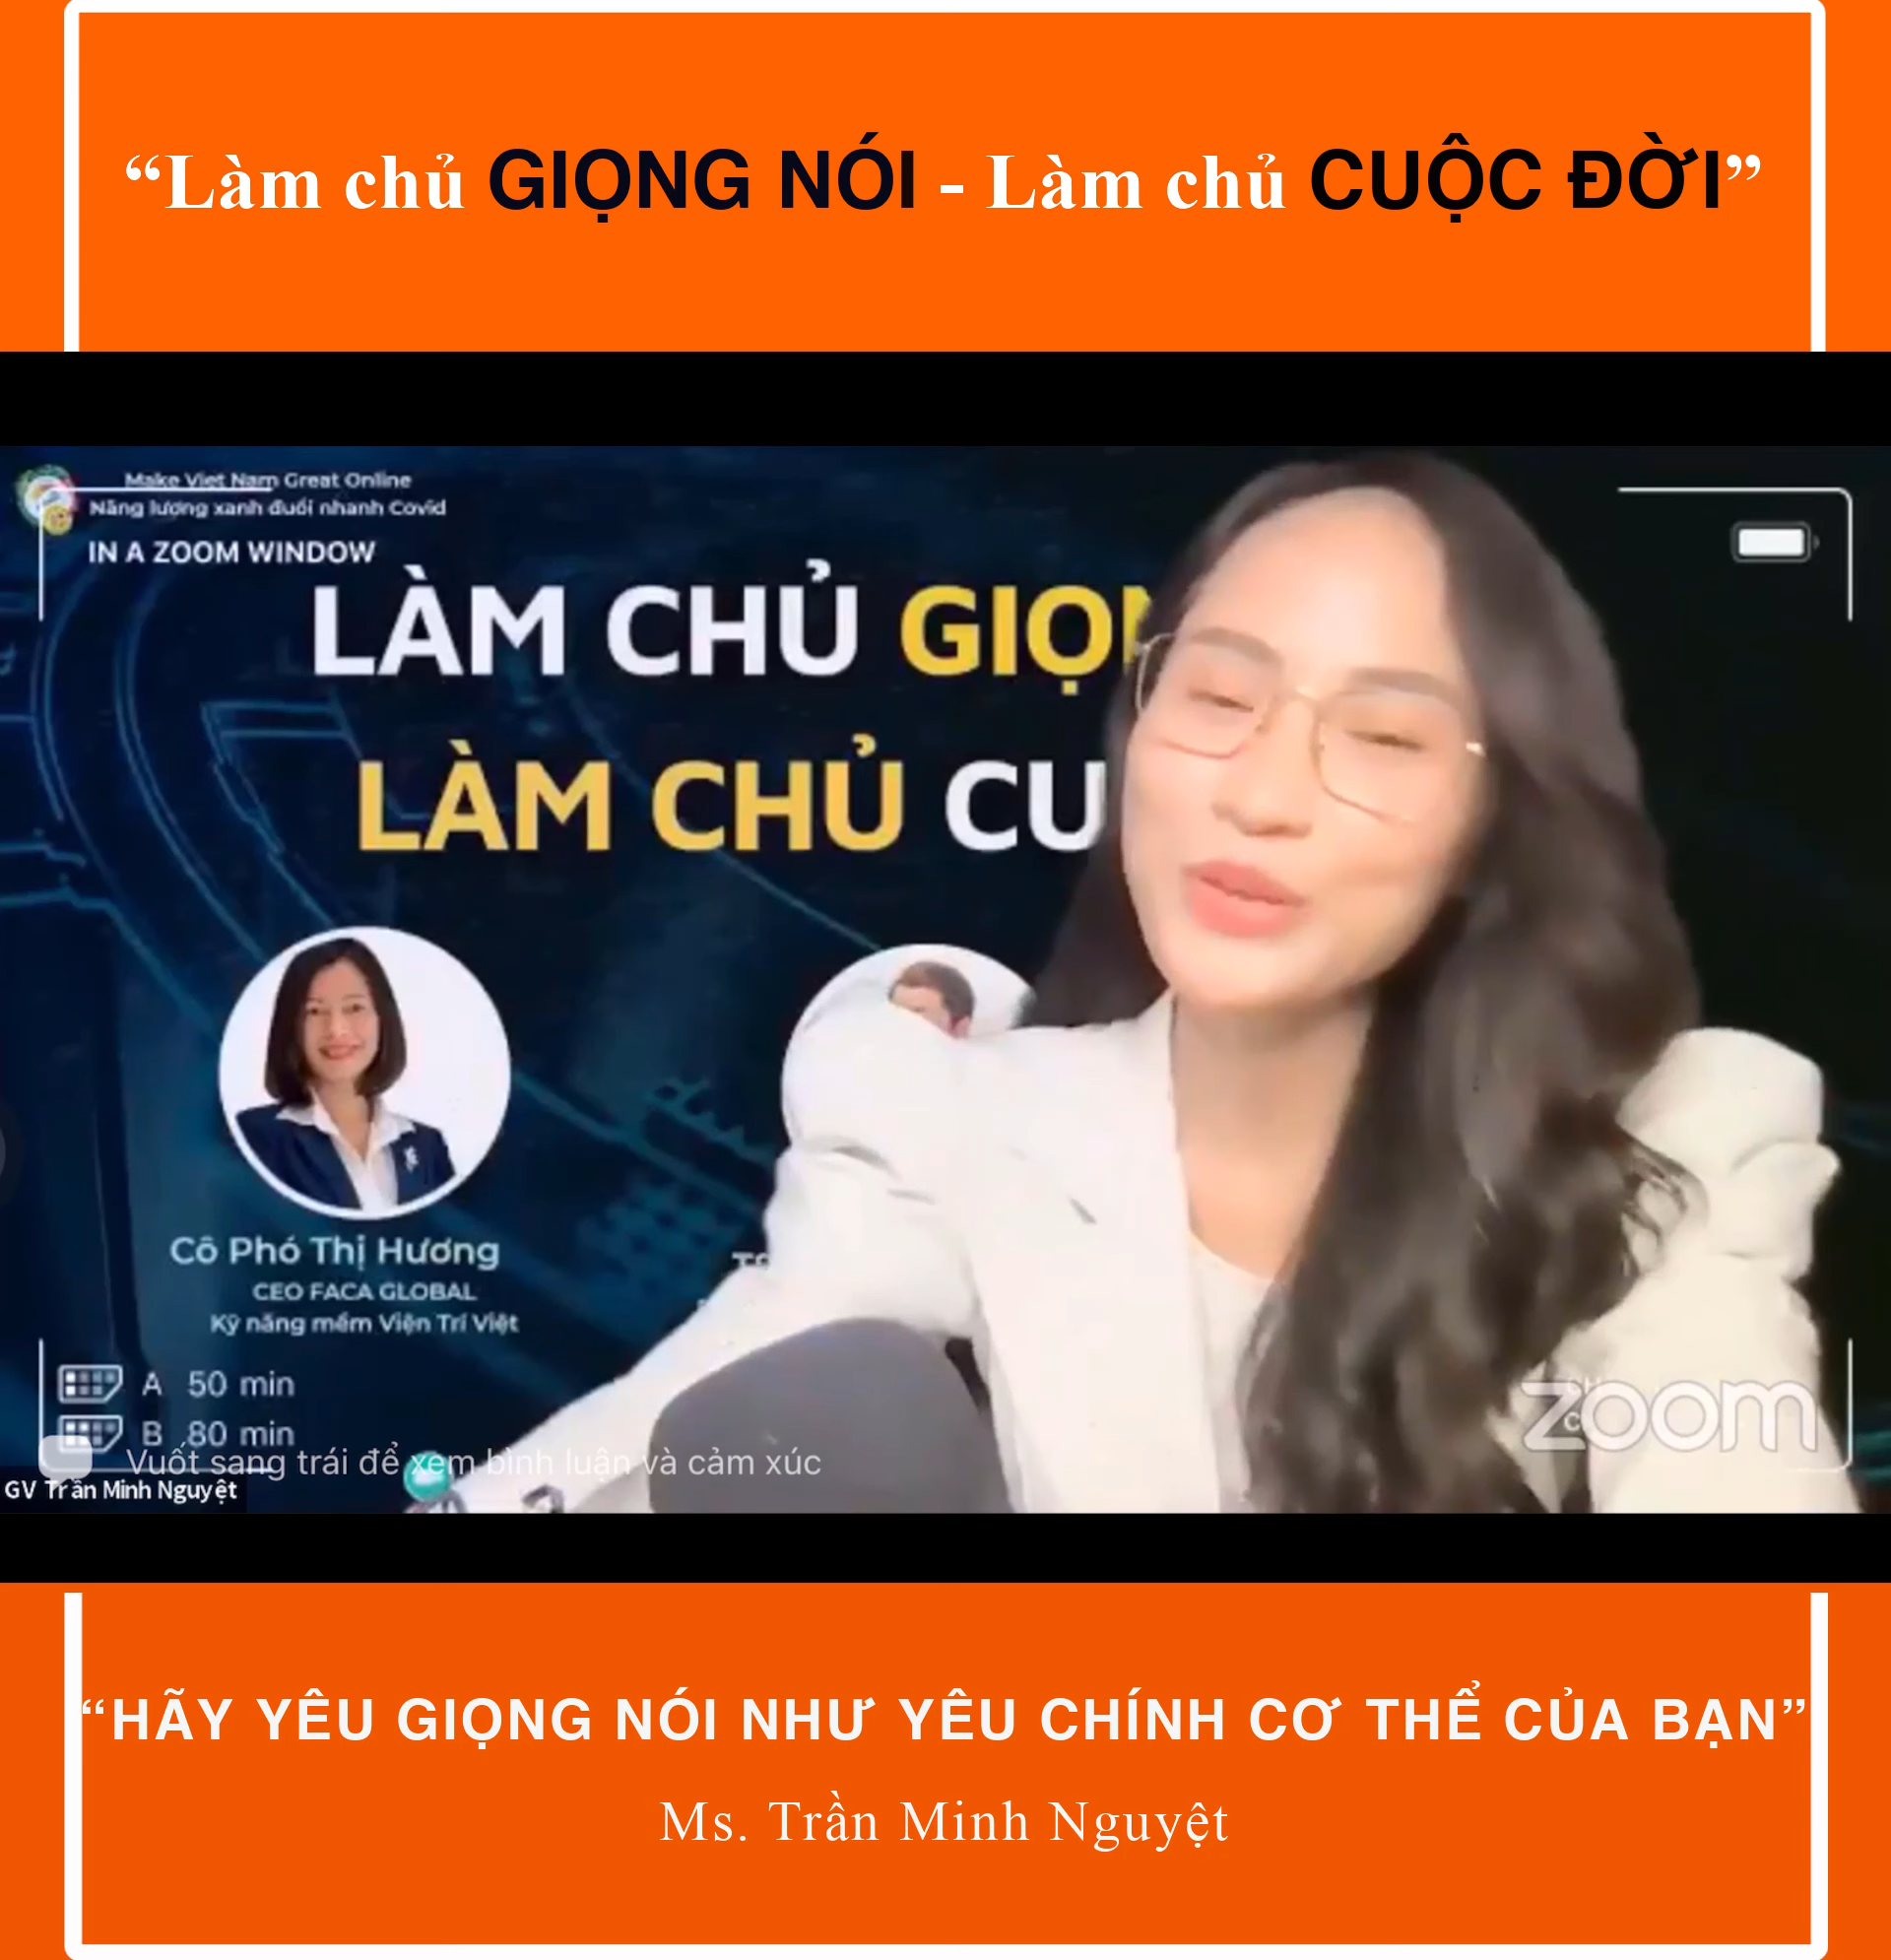 “Làm chủ GIỌNG NÓI - Làm chủ CUỘC ĐỜI”
Make Viet Nam Great Online
Năng lượng xanh đuổi nhanh Covid
IN A ZOOM WINDOW
LÀM CHỦ GIỌN
LÀM CHỦ CU
Cô Phó Thị Hương
CEO FACA GLOBAL
Kỹ năng mềm Viện Trí Việt
A 50 min
B 80 min
zoom
Vuốt sang trái để xem bình luận và cảm xúc
GV Trần Minh Nguyệt
“HÃY YÊU GIỌNG NÓI NHƯ YÊU CHÍNH CƠ THỂ CỦA BẠN”
Ms. Trần Minh Nguyệt